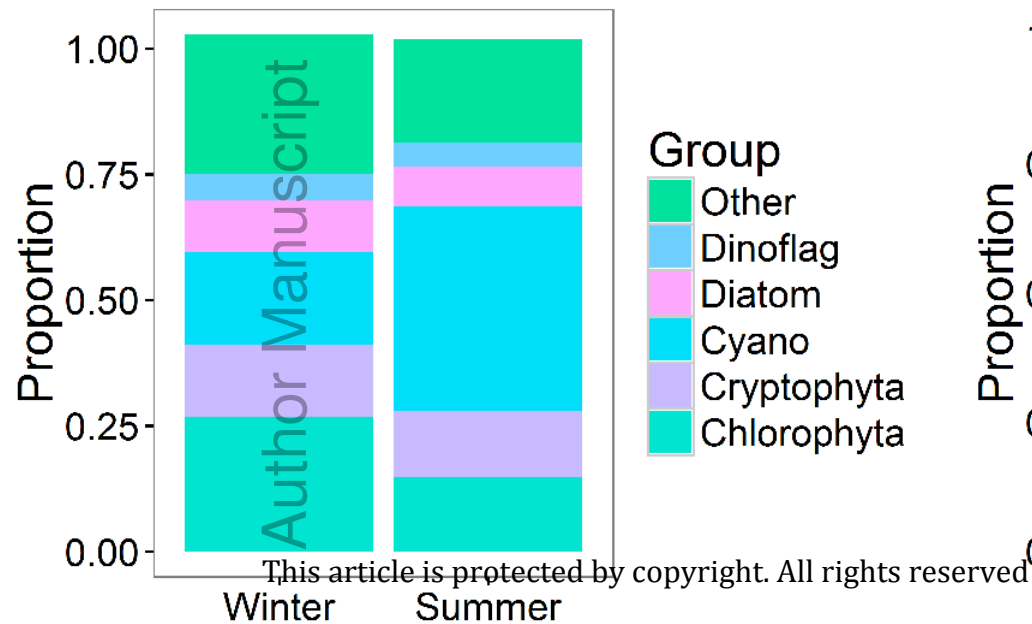 Proportion
1.00
0.75
0.50
0.25
0.00
Winter
Summer
Author Manuscript
Group
Other
Dinoflag
Diatom
Cyano
Cryptophyta
Chlorophyta
Proportion
This article is protected by copyright. All rights reserved